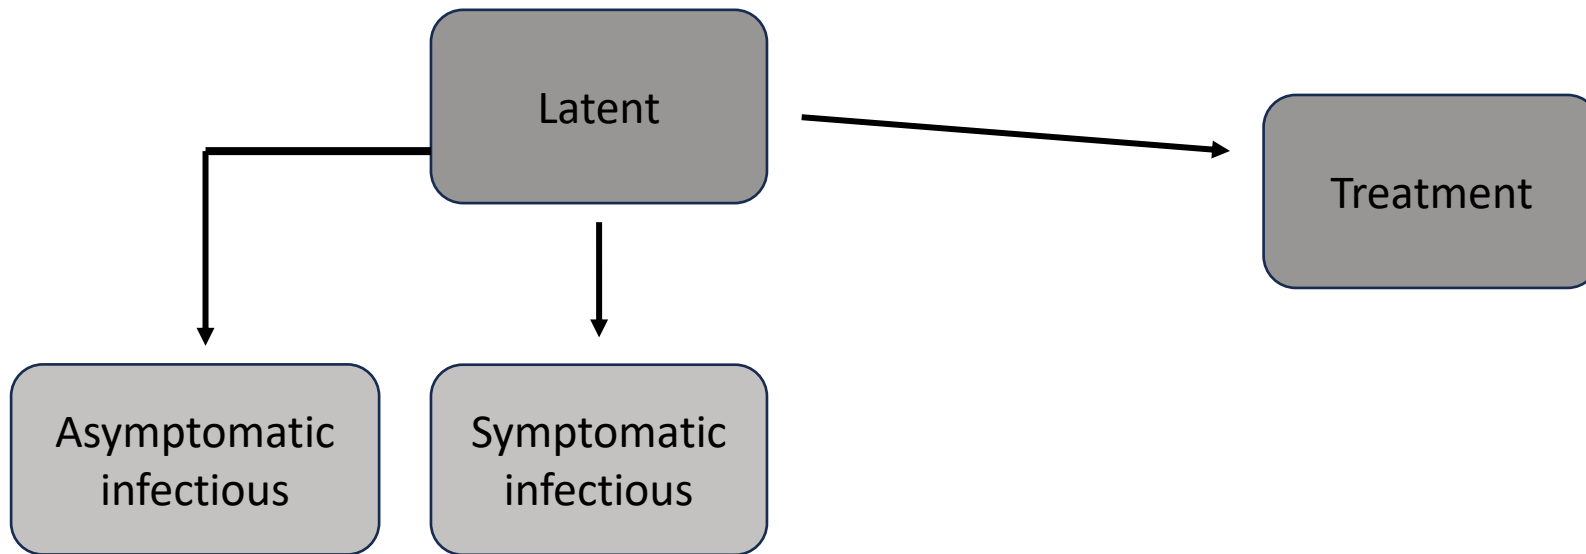 Latent
Treatment
Asymptomatic
infectious
Symptomatic
infectious